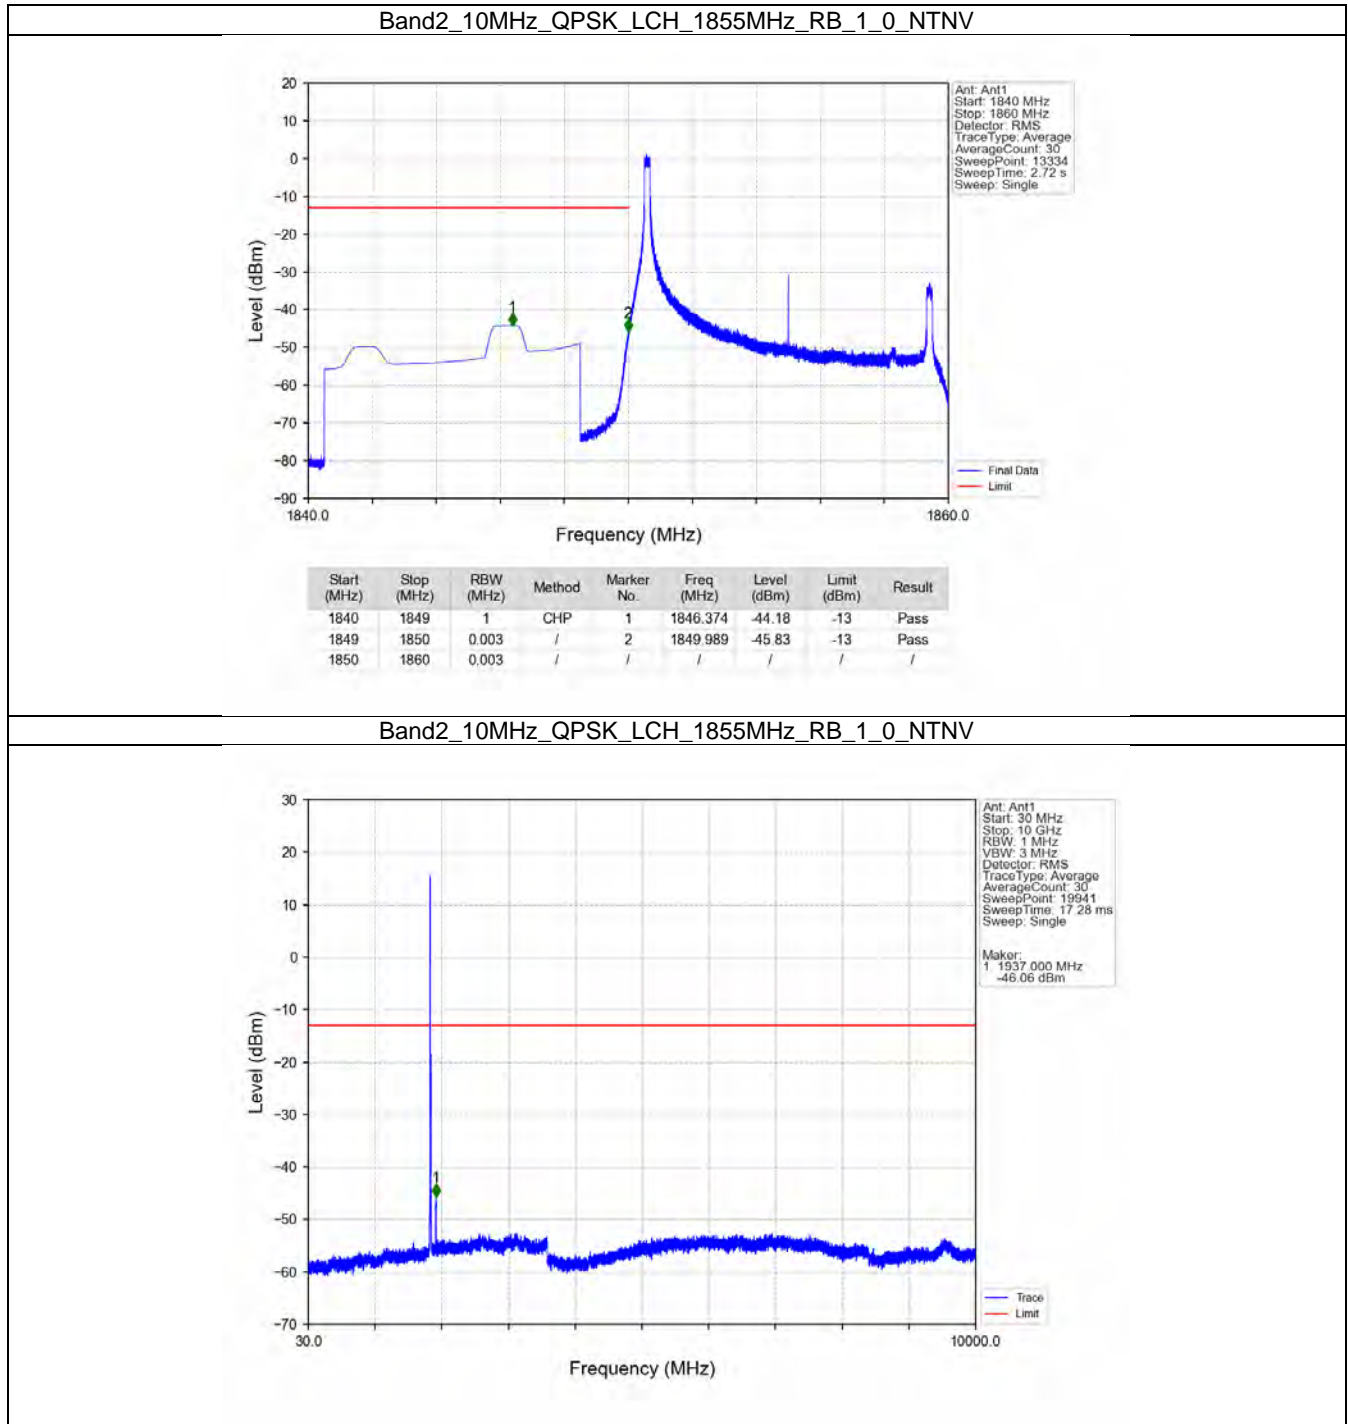 Band2_10MHz_QPSK_LCH_1855MHz_RB_1_0_NTNV
20
10
0
−10
−20
−30
−40
−50
−60
−70
−80
−90
Level (dBm)
1
2
1840.0
1860.0
Frequency (MHz)
Ant: Ant1
Start: 1840 MHz
Stop: 1860 MHz
Detector: RMS
TraceType: Average
AverageCount: 30
SweepPoint: 13334
SweepTime: 2.72 s
Sweep: Single
Final Data
Limit
Start (MHz) Stop (MHz) RBW (MHz) Method Marker No. Freq (MHz) Level (dBm) Limit (dBm) Result
1840 1849 1 CHP 1 1846.374 -44.18 -13 Pass
1849 1850 0.003 / 2 1849.989 -45.83 -13 Pass
1850 1860 0.003 / / / / / /
Band2_10MHz_QPSK_LCH_1855MHz_RB_1_0_NTNV
30
20
10
0
−10
−20
−30
−40
−50
−60
−70
Level (dBm)
1
30.0
10000.0
Frequency (MHz)
Ant: Ant1
Start: 30 MHz
Stop: 10 GHz
RBW: 1 MHz
VBW: 3 MHz
Detector: RMS
TraceType: Average
AverageCount: 30
SweepPoint: 19941
SweepTime: 17.28 ms
Sweep: Single
Maker:
1 1937.000 MHz
-46.06 dBm
Trace
Limit